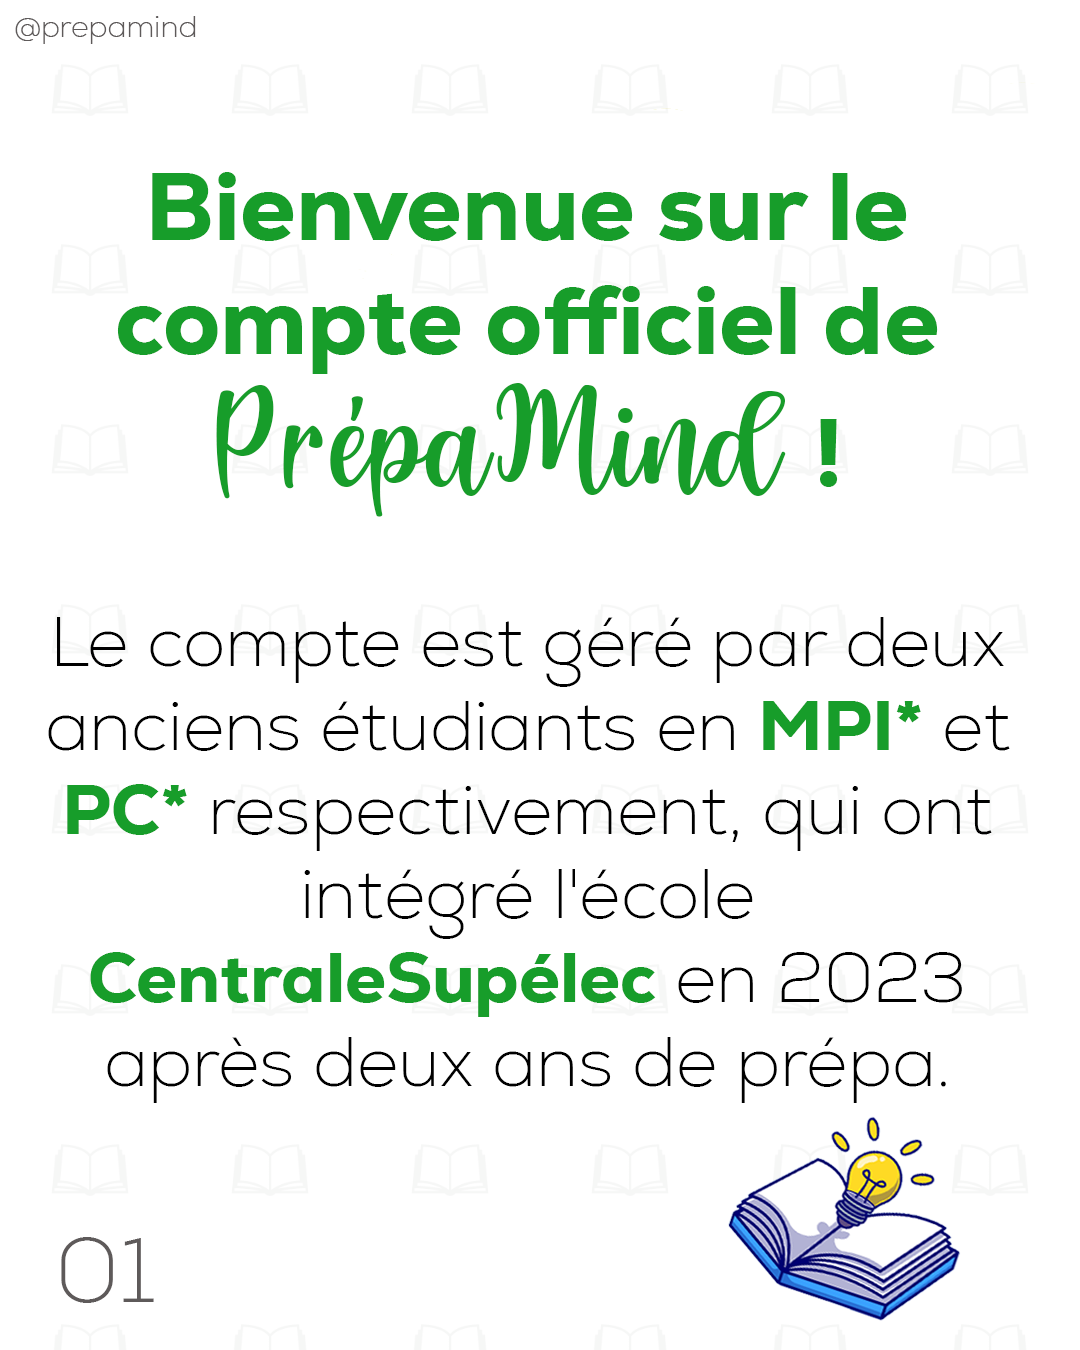 @prepamind
Bienvenue sur le
compte officiel de
PrépaMind !
Le compte est géré par deux
anciens étudiants en MPI* et
PC* respectivement, qui ont
intégré l'école
CentraleSupélec en 2023
après deux ans de prépa.
01